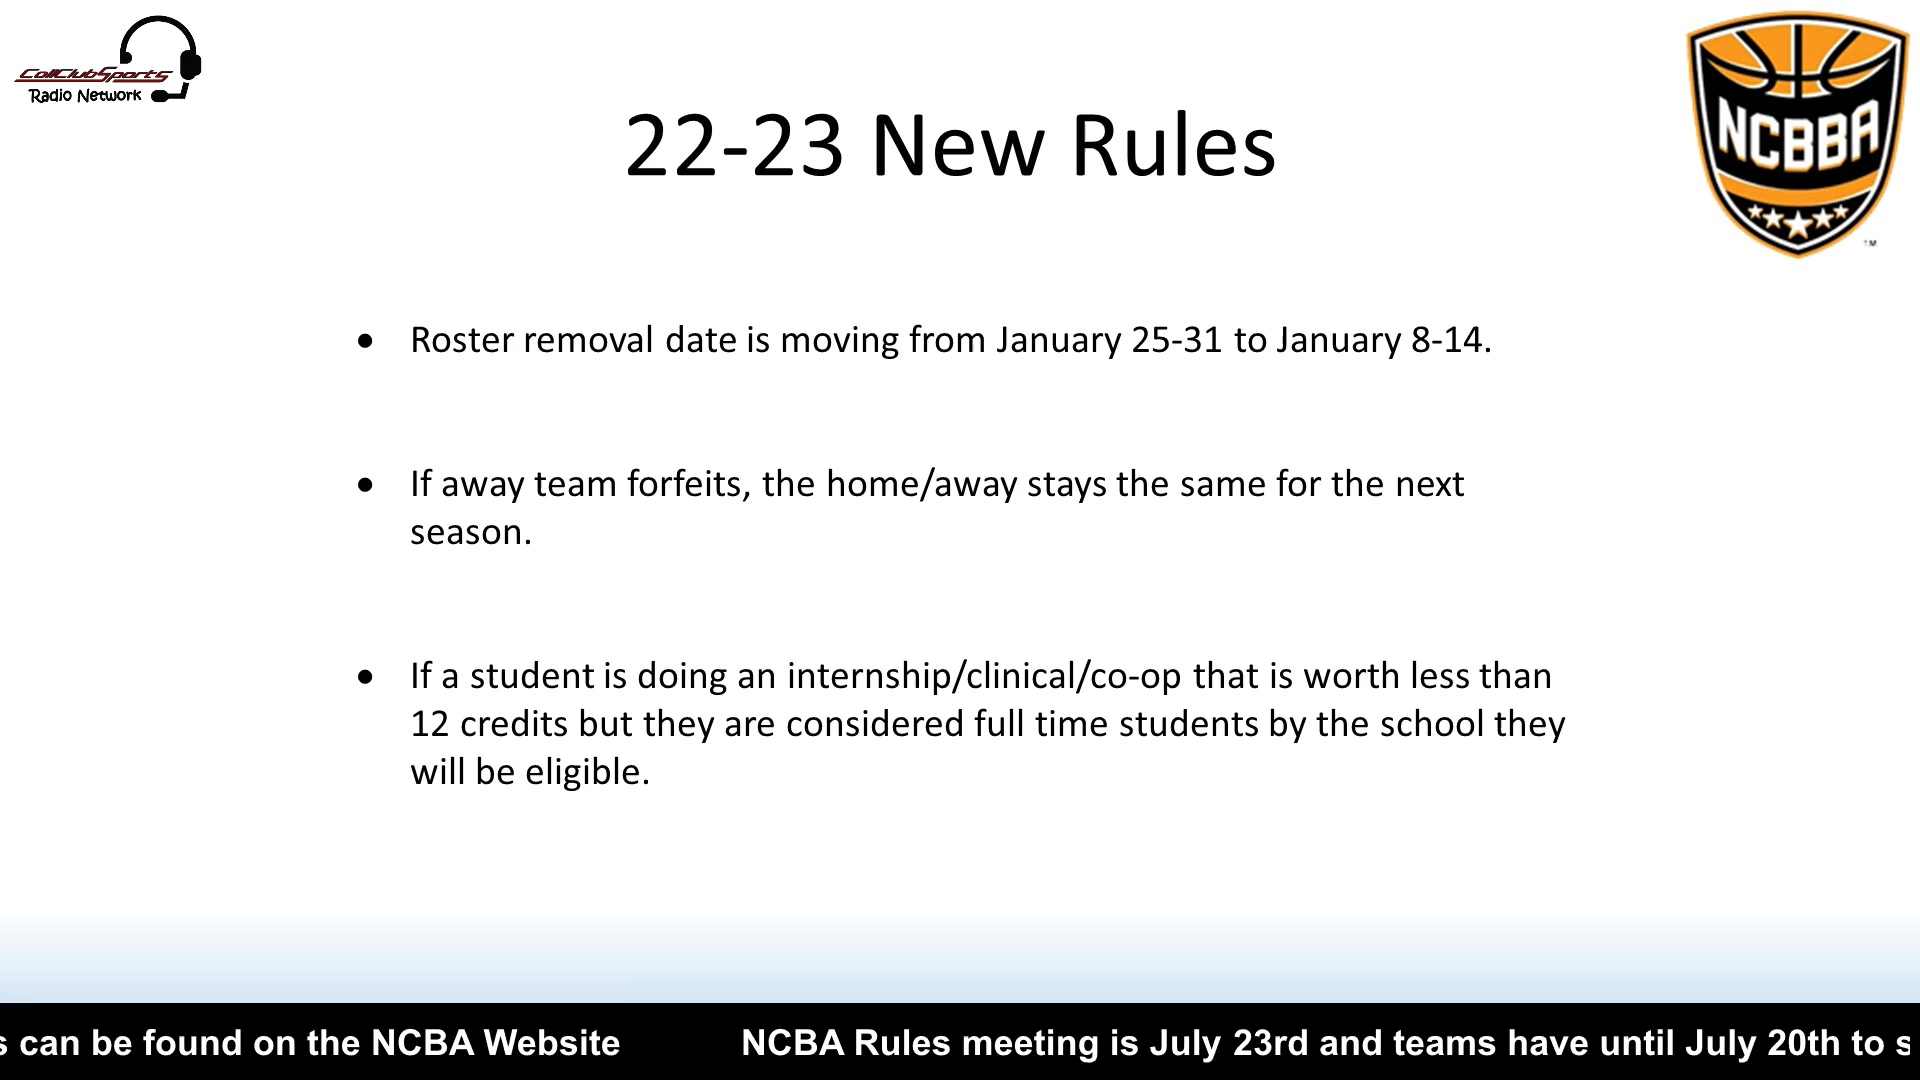 CollClubSports
Radio Network
NCBBA
TM
22-23 New Rules
• Roster removal date is moving from January 25-31 to January 8-14.
• If away team forfeits, the home/away stays the same for the next
season.
• If a student is doing an internship/clinical/co-op that is worth less than
12 credits but they are considered full time students by the school they
will be eligible.
s can be found on the NCBA Website NCBA Rules meeting is July 23rd and teams have until July 20th to s